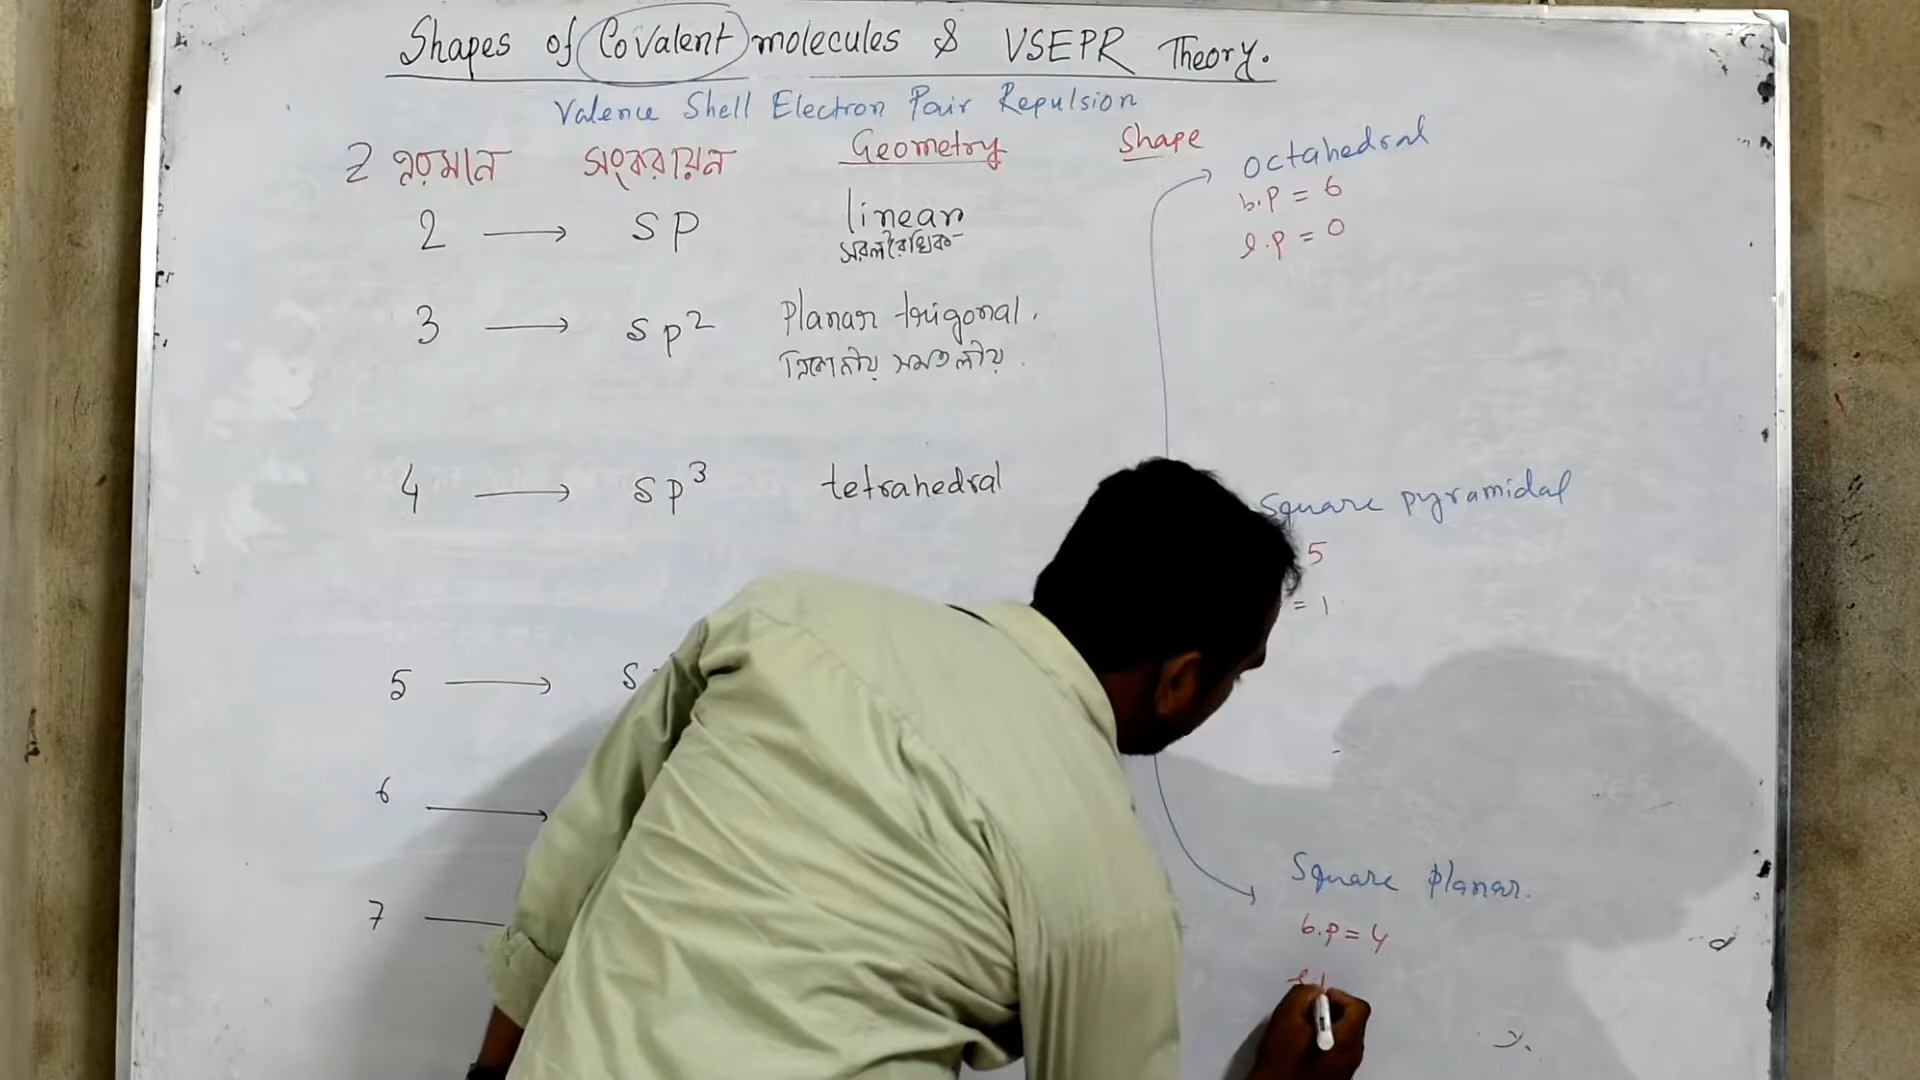 Shapes of Covalent molecules & VSEPR Theory.
Valence Shell Electron Pair Repulsion
Z এর মান সংকরায়ন Geometry Shape
2 → SP linear
সরলরৈখিক
3 → sp² Planar trigonal.
ত্রিকোণীয় সমতলীয়.
4 → sp³ tetrahedral
5 → s
6 →
7
octahedral
b.p = 6
l.p = 0
Square pyramidal
5
= 1
Square planar.
b.p = 4